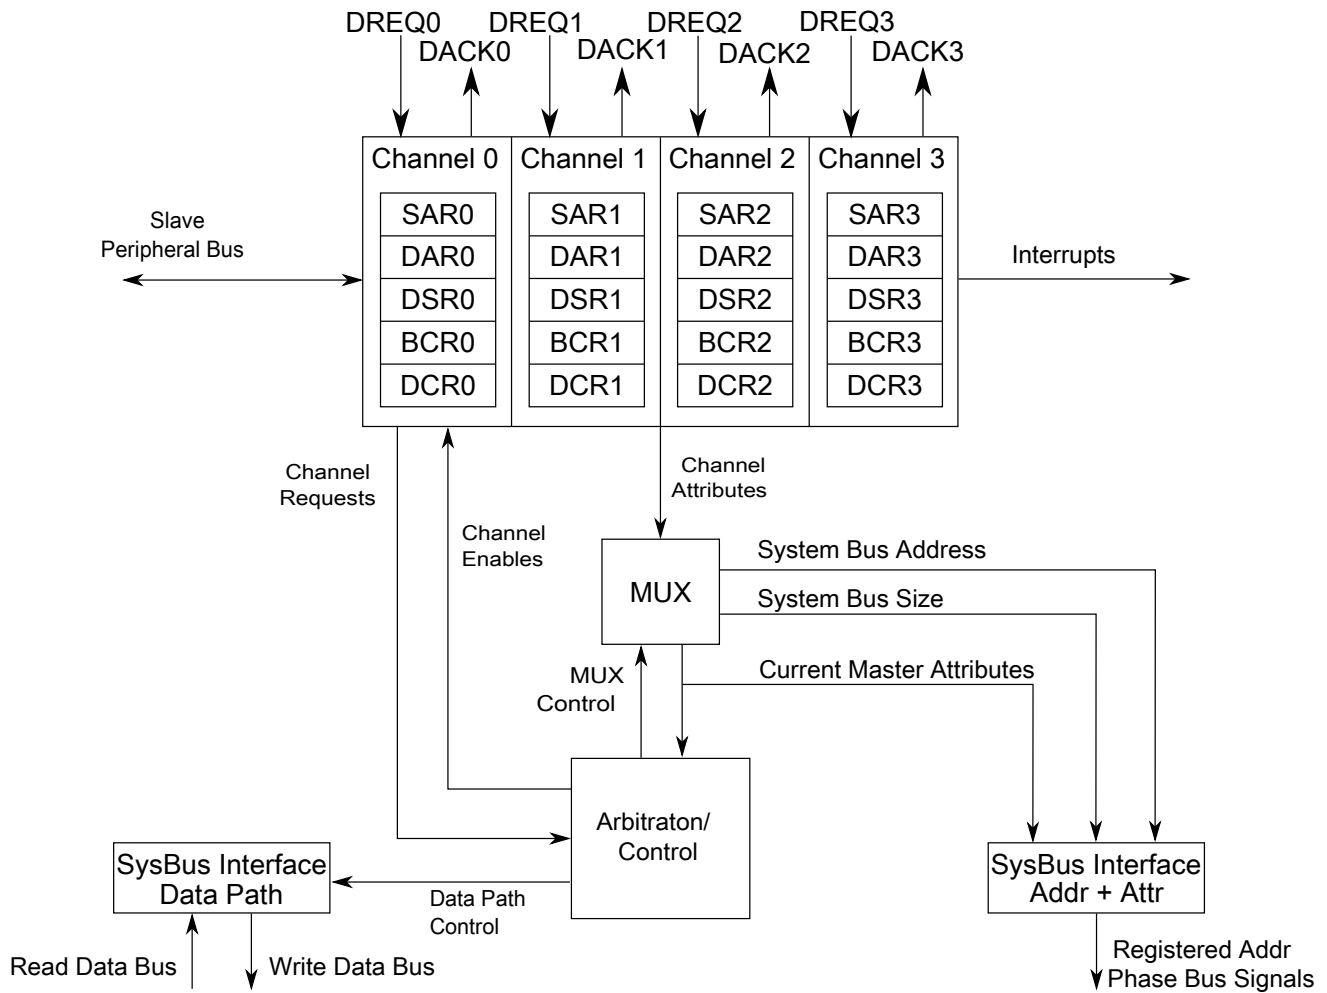 DREQ0
DREQ1
DREQ2
DREQ3
DACK0
DACK1
DACK2
DACK3
Channel 0
Channel 1
Channel 2
Channel 3
SAR0
SAR1
SAR2
SAR3
DAR0
DAR1
DAR2
DAR3
DSR0
DSR1
DSR2
DSR3
BCR0
BCR1
BCR2
BCR3
DCR0
DCR1
DCR2
DCR3
Slave
Peripheral Bus
Interrupts
Channel
Requests
Channel
Enables
Channel
Attributes
MUX
System Bus Address
System Bus Size
Current Master Attributes
MUX
Control
Arbitraton/
Control
SysBus Interface
Data Path
Data Path
Control
Read Data Bus
Write Data Bus
SysBus Interface
Addr + Attr
Registered Addr
Phase Bus Signals